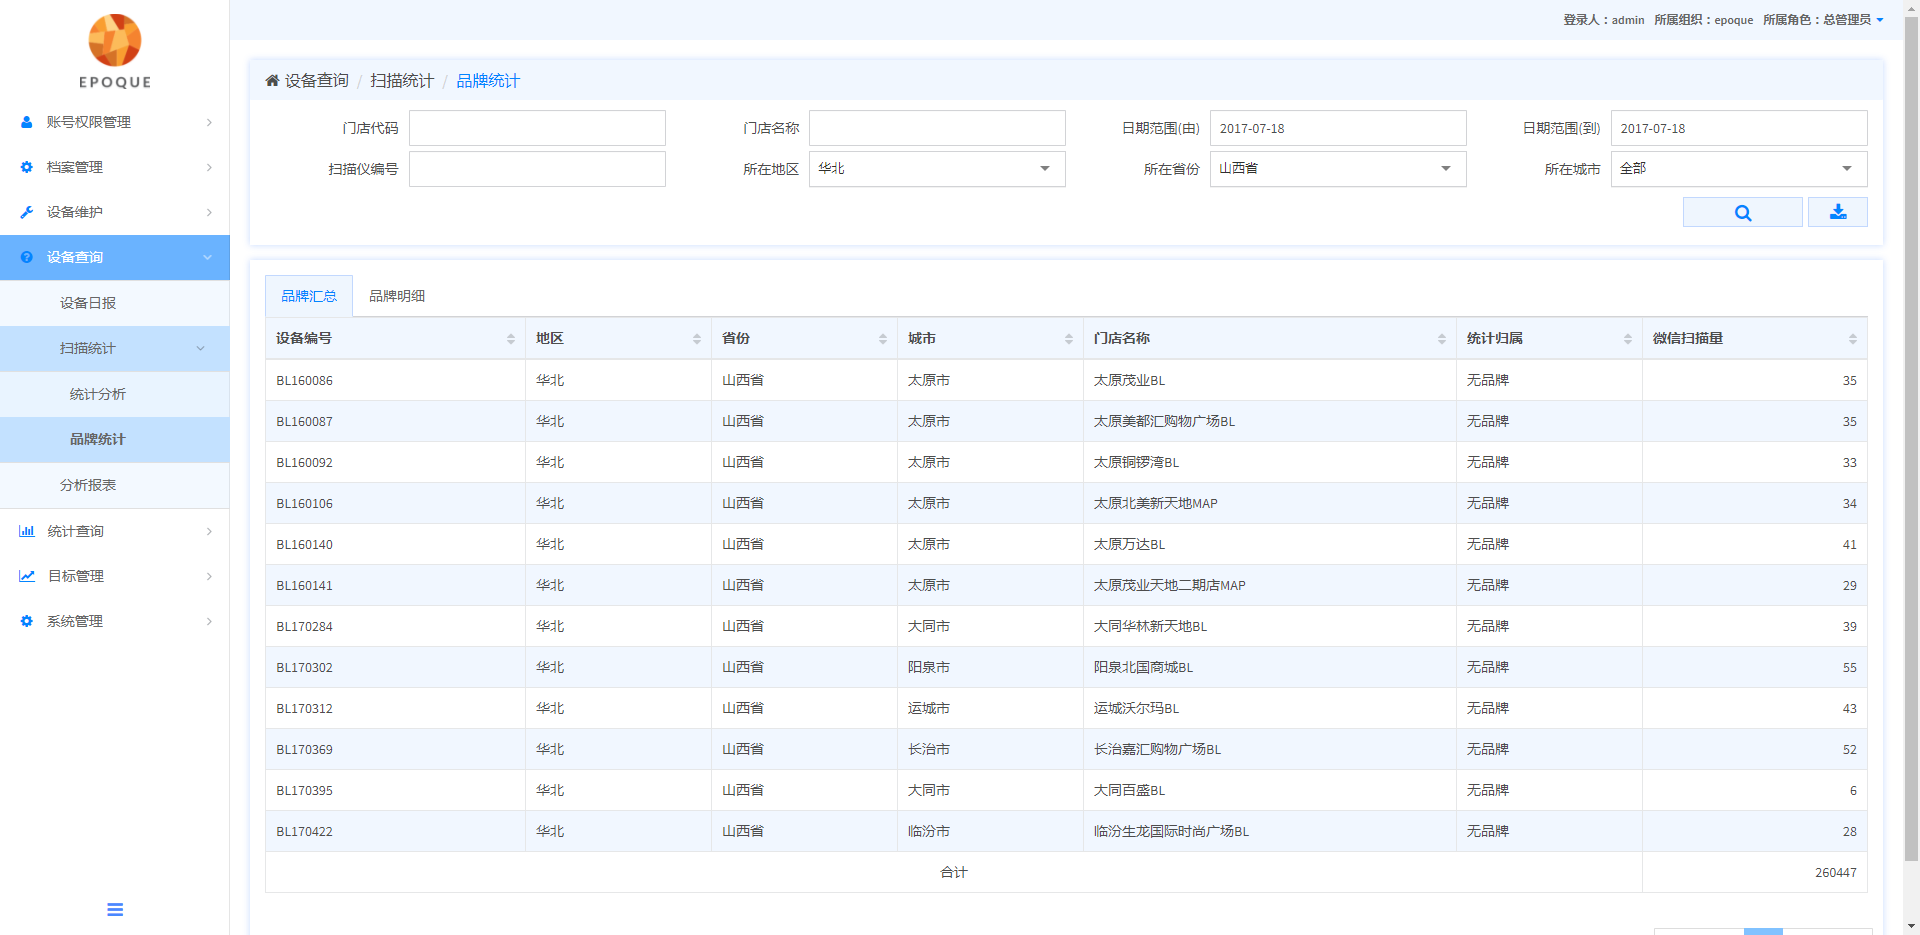 登录人：admin 所属组织：epoque 所属角色：总管理员
EPOQUE
账号权限管理
档案管理
设备维护
设备查询
设备日报
扫描统计
统计分析
品牌统计
分析报表
统计查询
目标管理
系统管理
设备查询 / 扫描统计 / 品牌统计
门店代码 门店名称 日期范围(由) 2017-07-18 日期范围(到) 2017-07-18
扫描仪编号 所在地区 华北 所在省份 山西省 所在城市 全部
品牌汇总 品牌明细
设备编号 地区 省份 城市 门店名称 统计归属 微信扫描量
BL160086 华北 山西省 太原市 太原茂业BL 无品牌 35
BL160087 华北 山西省 太原市 太原美都汇购物广场BL 无品牌 35
BL160092 华北 山西省 太原市 太原铜锣湾BL 无品牌 33
BL160106 华北 山西省 太原市 太原北美新天地MAP 无品牌 34
BL160140 华北 山西省 太原市 太原万达BL 无品牌 41
BL160141 华北 山西省 太原市 太原茂业天地二期店MAP 无品牌 29
BL170284 华北 山西省 大同市 大同华林新天地BL 无品牌 39
BL170302 华北 山西省 阳泉市 阳泉北国商城BL 无品牌 55
BL170312 华北 山西省 运城市 运城沃尔玛BL 无品牌 43
BL170369 华北 山西省 长治市 长治嘉汇购物广场BL 无品牌 52
BL170395 华北 山西省 大同市 大同百盛BL 无品牌 6
BL170422 华北 山西省 临汾市 临汾生龙国际时尚广场BL 无品牌 28
合计 260447